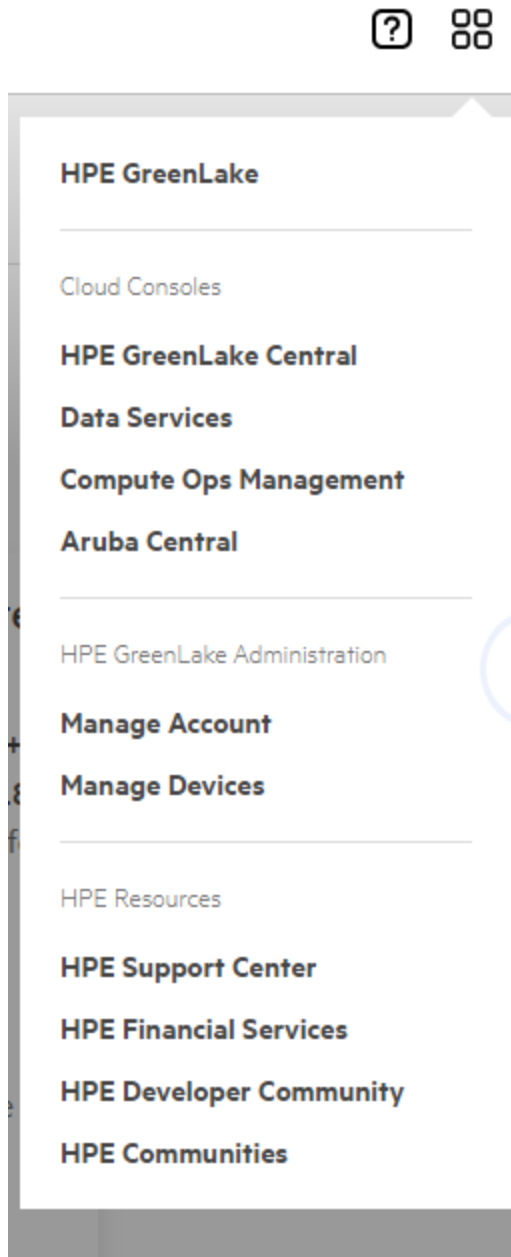 ?
HPE GreenLake
Cloud Consoles
HPE GreenLake Central
Data Services
Compute Ops Management
Aruba Central
HPE GreenLake Administration
Manage Account
Manage Devices
HPE Resources
HPE Support Center
HPE Financial Services
HPE Developer Community
HPE Communities